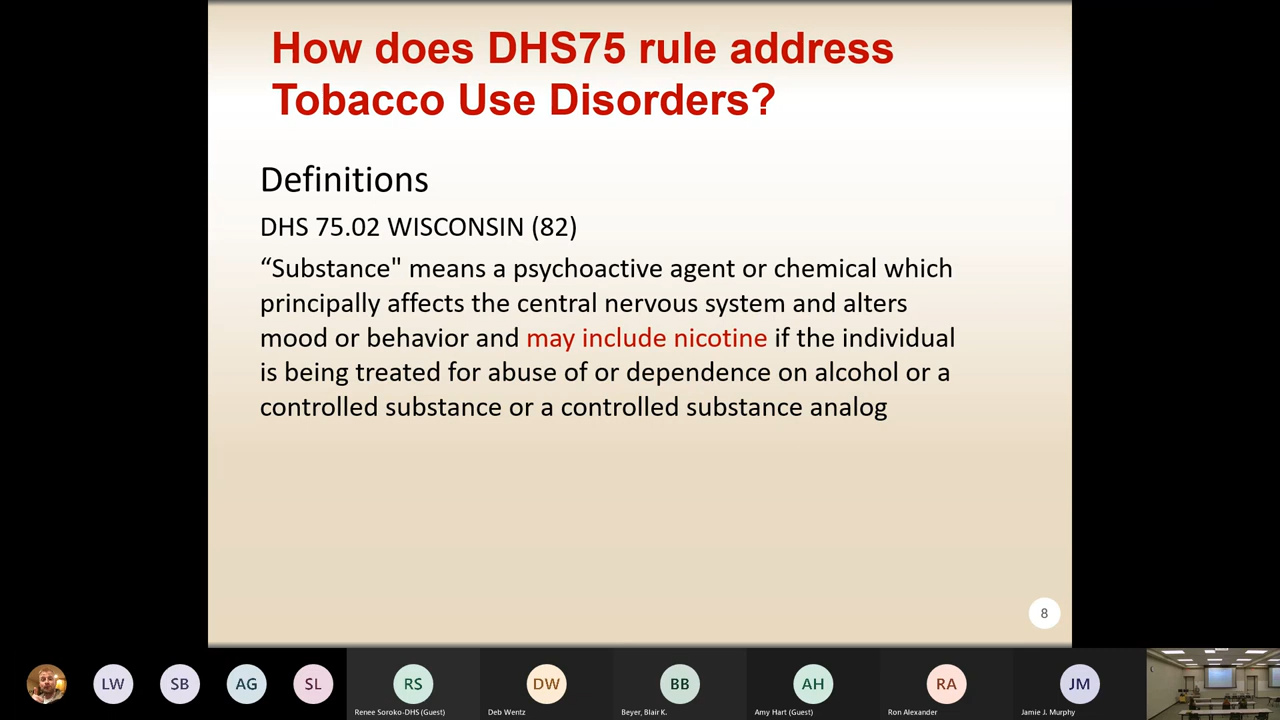 How does DHS75 rule address
Tobacco Use Disorders?
Definitions
DHS 75.02 WISCONSIN (82)
“Substance" means a psychoactive agent or chemical which
principally affects the central nervous system and alters
mood or behavior and may include nicotine if the individual
is being treated for abuse of or dependence on alcohol or a
controlled substance or a controlled substance analog
8
LW SB AG SL RS DW BB AH RA JM
Renee Soroko-DHS (Guest) Deb Wentz Beyer, Blair K. Amy Hart (Guest) Ron Alexander Jamie J. Murphy